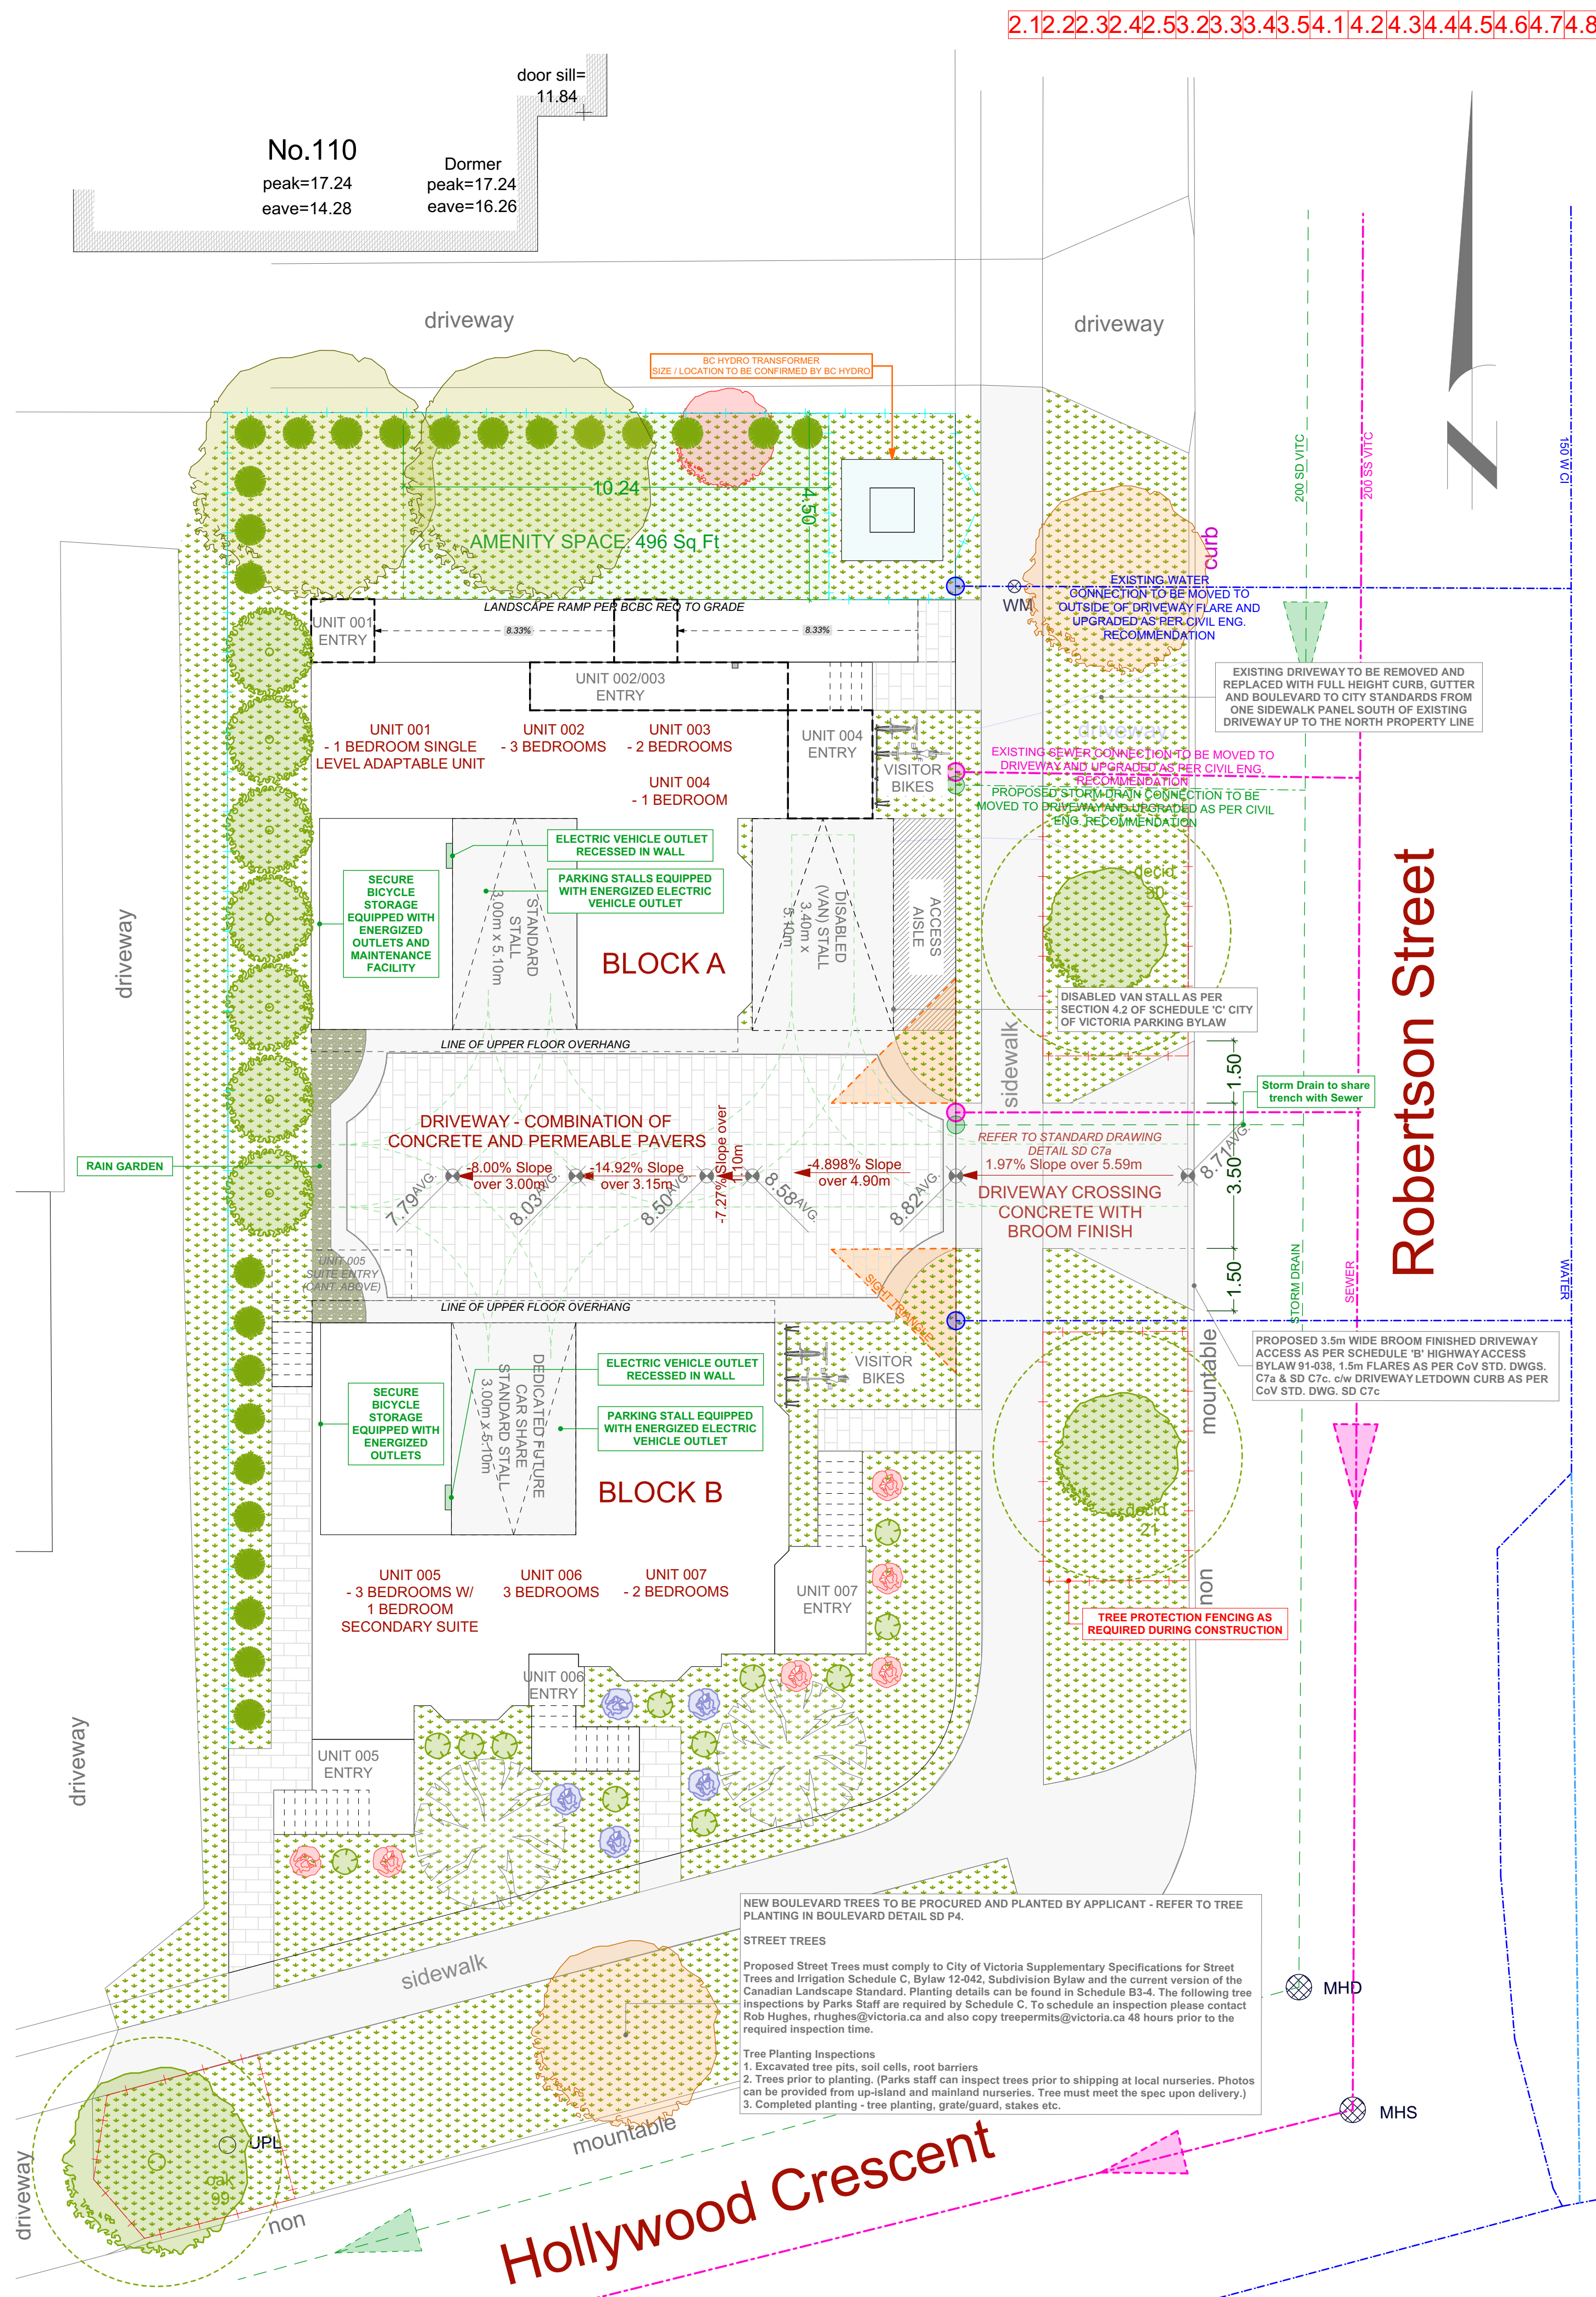 2.1 2.2 2.3 2.4 2.5 3.2 3.3 3.4 3.5 4.1 4.2 4.3 4.4 4.5 4.6 4.7 4.8
door sill=
11.84
No.110
peak=17.24
eave=14.28
Dormer
peak=17.24
eave=16.26
driveway
driveway
BC HYDRO TRANSFORMER
SIZE / LOCATION TO BE CONFIRMED BY BC HYDRO
200 SD VITC
200 SS VITC
150 W CI
10.24
4.50
AMENITY SPACE: 496 Sq Ft
curb
WM
EXISTING WATER
CONNECTION TO BE MOVED TO
OUTSIDE OF DRIVEWAY FLARE AND
UPGRADED AS PER CIVIL ENG.
RECOMMENDATION
LANDSCAPE RAMP PER BCBC REQ TO GRADE
UNIT 001
ENTRY
8.33%
8.33%
UNIT 002/003
ENTRY
EXISTING DRIVEWAY TO BE REMOVED AND
REPLACED WITH FULL HEIGHT CURB, GUTTER
AND BOULEVARD TO CITY STANDARDS FROM
ONE SIDEWALK PANEL SOUTH OF EXISTING
DRIVEWAY UP TO THE NORTH PROPERTY LINE
UNIT 001
- 1 BEDROOM SINGLE
LEVEL ADAPTABLE UNIT
UNIT 002
- 3 BEDROOMS
UNIT 003
- 2 BEDROOMS
UNIT 004
- 1 BEDROOM
UNIT 004
ENTRY
VISITOR
BIKES
driveway
EXISTING SEWER CONNECTION TO BE MOVED TO
DRIVEWAY AND UPGRADED AS PER CIVIL ENG.
RECOMMENDATION
PROPOSED STORM DRAIN CONNECTION TO BE
MOVED TO DRIVEWAY AND UPGRADED AS PER CIVIL
ENG. RECOMMENDATION
ELECTRIC VEHICLE OUTLET
RECESSED IN WALL
PARKING STALLS EQUIPPED
WITH ENERGIZED ELECTRIC
VEHICLE OUTLET
SECURE
BICYCLE
STORAGE
EQUIPPED WITH
ENERGIZED
OUTLETS AND
MAINTENANCE
FACILITY
STANDARD
STALL
3.00m x 5.10m
DISABLED
(VAN) STALL
3.40m x
5.10m
ACCESS
AISLE
BLOCK A
decid
driveway
Robertson Street
DISABLED VAN STALL AS PER
SECTION 4.2 OF SCHEDULE 'C' CITY
OF VICTORIA PARKING BYLAW
sidewalk
LINE OF UPPER FLOOR OVERHANG
1.50
Storm Drain to share
trench with Sewer
DRIVEWAY - COMBINATION OF
CONCRETE AND PERMEABLE PAVERS
RAIN GARDEN
-8.00% Slope
over 3.00m
-14.92% Slope
over 3.15m
-7.27% Slope over
1.10m
-4.898% Slope
over 4.90m
REFER TO STANDARD DRAWING
DETAIL SD C7a
1.97% Slope over 5.59m
DRIVEWAY CROSSING
CONCRETE WITH
BROOM FINISH
7.79AVG.
8.03AVG.
8.50AVG.
8.58AVG.
8.82AVG.
8.71AVG.
3.50
1.50
UNIT 005
SUITE ENTRY
(CANT. ABOVE)
SIGHT TRIANGLE
LINE OF UPPER FLOOR OVERHANG
STORM DRAIN
SEWER
WATER
mountable
non
PROPOSED 3.5m WIDE BROOM FINISHED DRIVEWAY
ACCESS AS PER SCHEDULE 'B' HIGHWAY ACCESS
BYLAW 91-038, 1.5m FLARES AS PER CoV STD. DWGS.
C7a & SD C7c. c/w DRIVEWAY LETDOWN CURB AS PER
CoV STD. DWG. SD C7c
VISITOR
BIKES
ELECTRIC VEHICLE OUTLET
RECESSED IN WALL
PARKING STALL EQUIPPED
WITH ENERGIZED ELECTRIC
VEHICLE OUTLET
SECURE
BICYCLE
STORAGE
EQUIPPED WITH
ENERGIZED
OUTLETS
DEDICATED FUTURE
CAR SHARE
STANDARD STALL
3.00m x 5.10m
BLOCK B
decid
21
UNIT 005
- 3 BEDROOMS W/
1 BEDROOM
SECONDARY SUITE
UNIT 006
3 BEDROOMS
UNIT 007
- 2 BEDROOMS
UNIT 007
ENTRY
TREE PROTECTION FENCING AS
REQUIRED DURING CONSTRUCTION
UNIT 006
ENTRY
UNIT 005
ENTRY
driveway
NEW BOULEVARD TREES TO BE PROCURED AND PLANTED BY APPLICANT - REFER TO TREE
PLANTING IN BOULEVARD DETAIL SD P4.
STREET TREES
Proposed Street Trees must comply to City of Victoria Supplementary Specifications for Street
Trees and Irrigation Schedule C, Bylaw 12-042, Subdivision Bylaw and the current version of the
Canadian Landscape Standard. Planting details can be found in Schedule B3-4. The following tree
inspections by Parks Staff are required by Schedule C. To schedule an inspection please contact
Rob Hughes, rhughes@victoria.ca and also copy treepermits@victoria.ca 48 hours prior to the
required inspection time.
Tree Planting Inspections
1. Excavated tree pits, soil cells, root barriers
2. Trees prior to planting. (Parks staff can inspect trees prior to shipping at local nurseries. Photos
can be provided from up-island and mainland nurseries. Tree must meet the spec upon delivery.)
3. Completed planting - tree planting, grate/guard, stakes etc.
sidewalk
MHD
MHS
mountable
UPL
oak
99
non
driveway
Hollywood Crescent